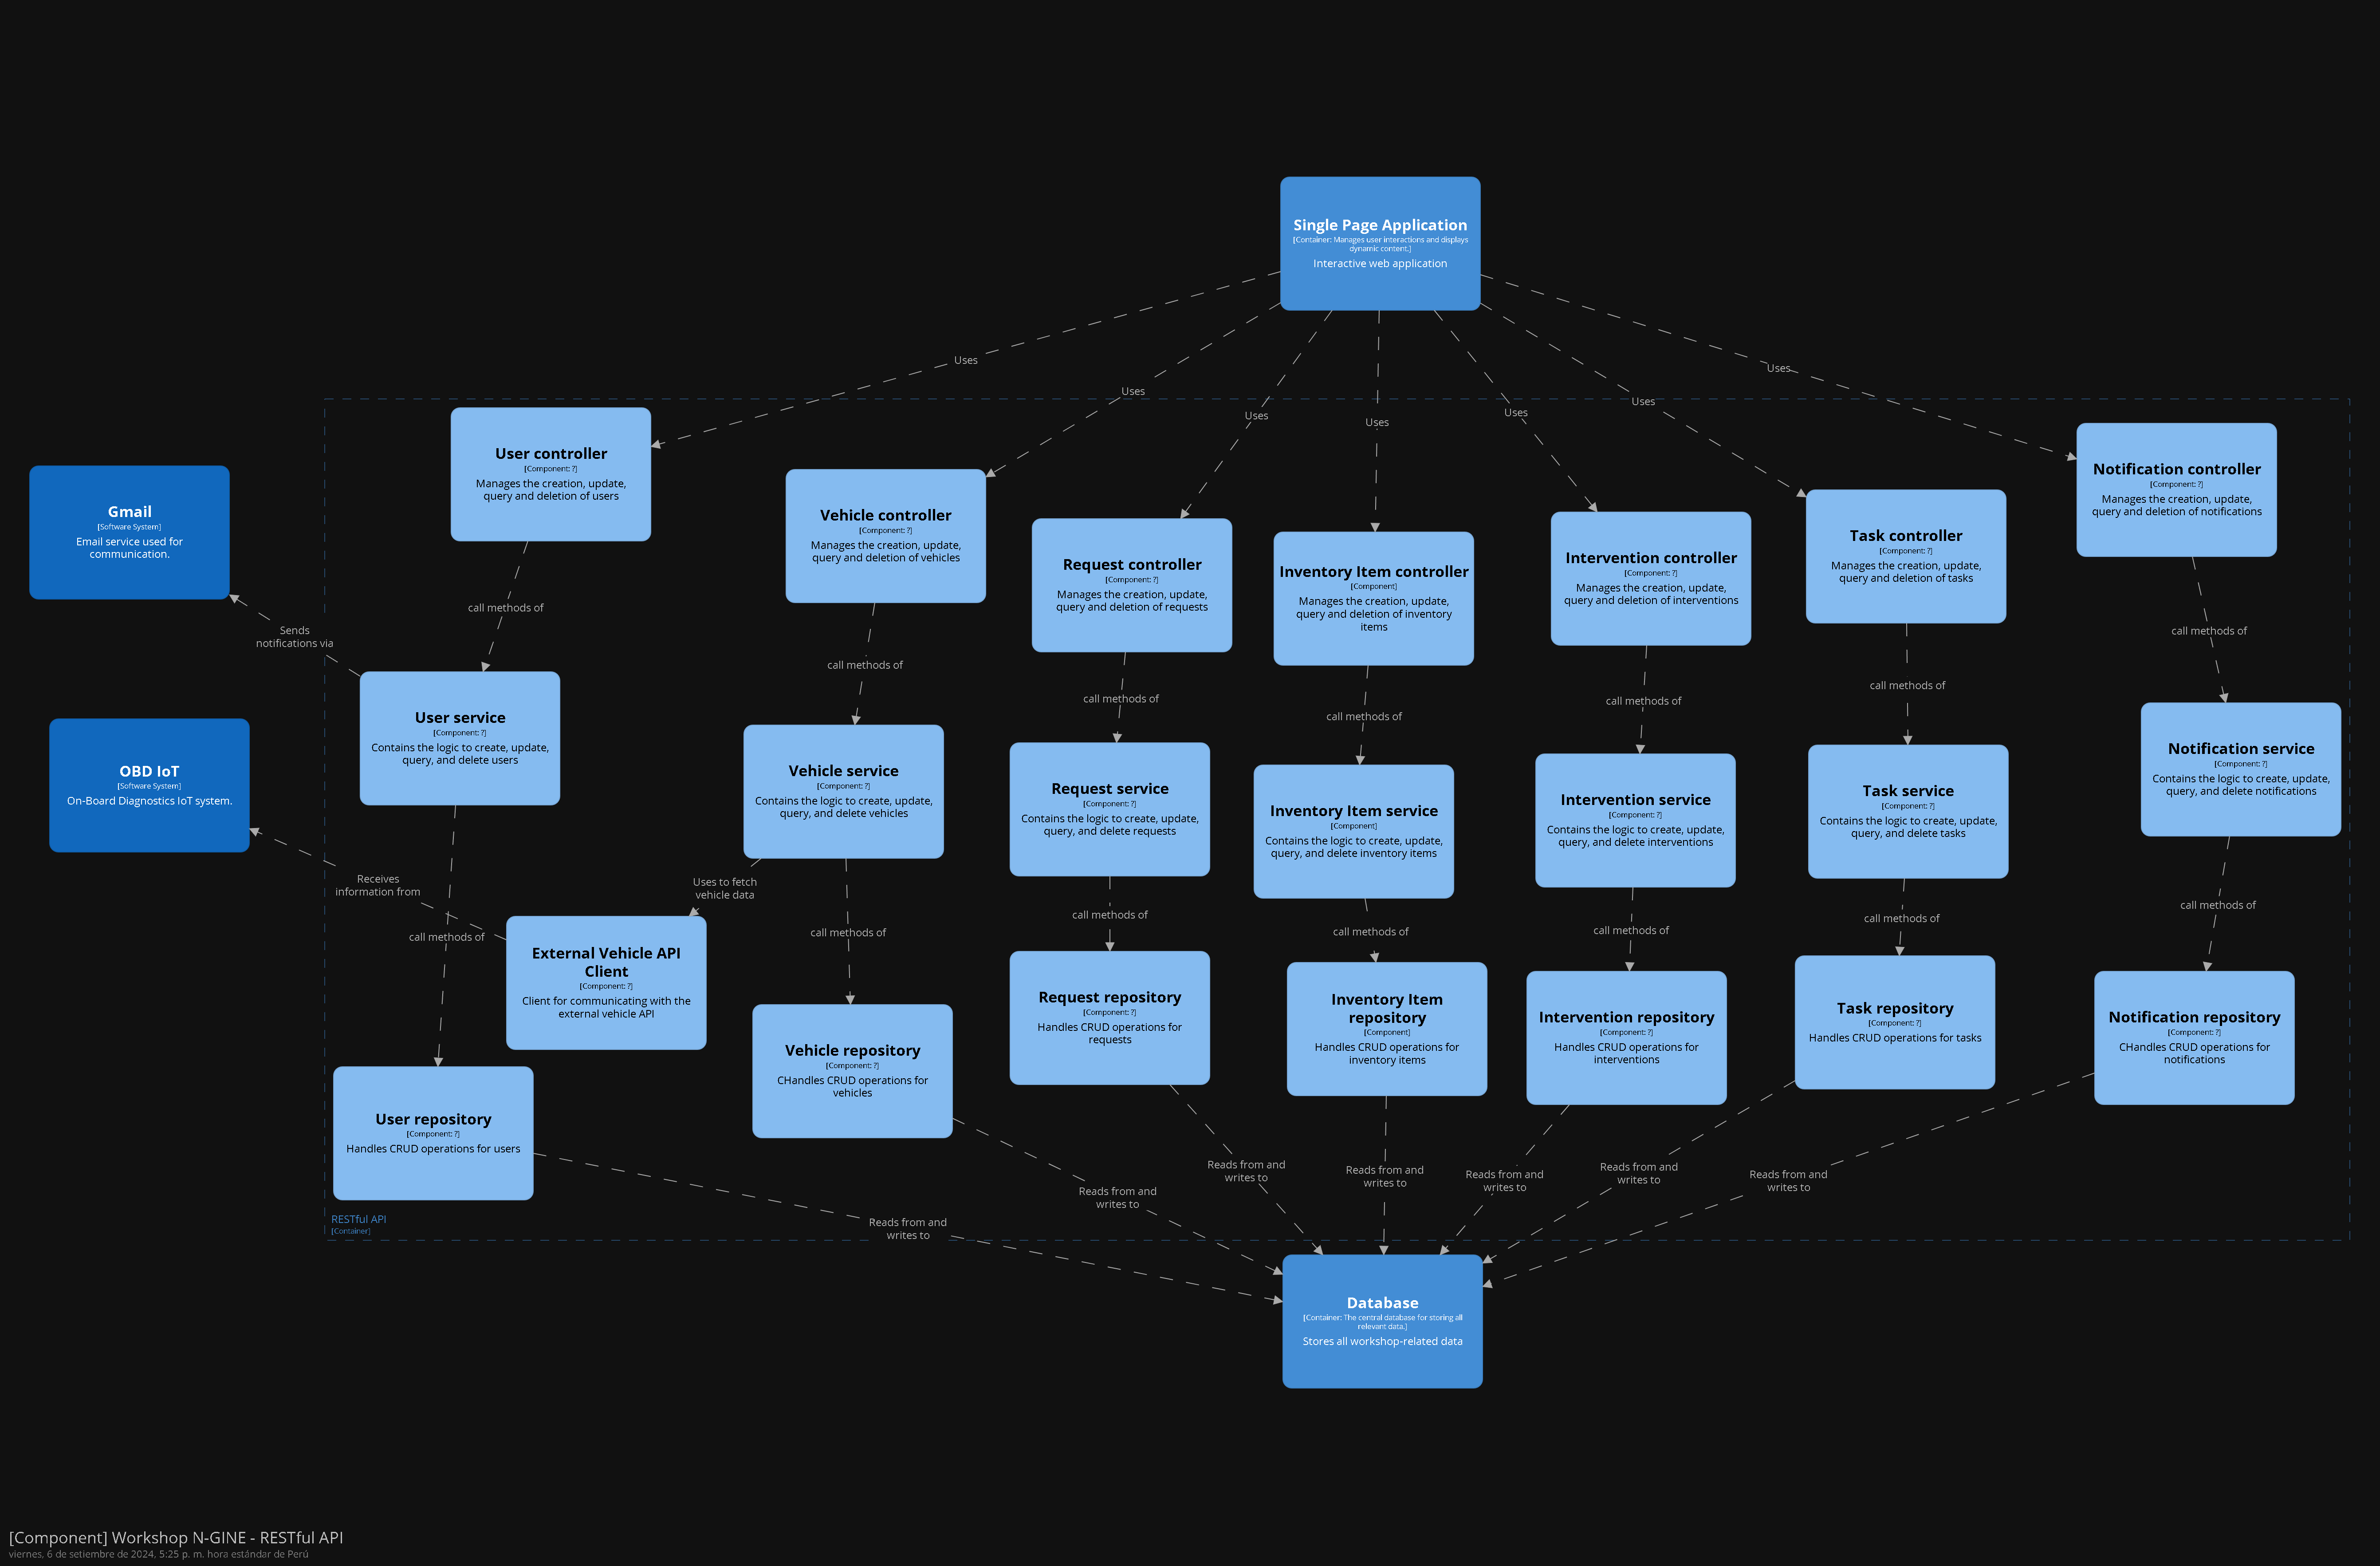 Single Page Application
[Container: Manages user interactions and displays
dynamic content.]
Interactive web application
Uses
Uses
Uses
Uses
Uses
Uses
Uses
User controller
[Component: ?]
Manages the creation, update,
query and deletion of users
Vehicle controller
[Component: ?]
Manages the creation, update,
query and deletion of vehicles
Request controller
[Component: ?]
Manages the creation, update,
query and deletion of requests
Inventory Item controller
[Component]
Manages the creation, update,
query and deletion of inventory
items
Intervention controller
[Component: ?]
Manages the creation, update,
query and deletion of interventions
Task controller
[Component: ?]
Manages the creation, update,
query and deletion of tasks
Notification controller
[Component: ?]
Manages the creation, update,
query and deletion of notifications
Gmail
[Software System]
Email service used for
communication.
Sends
notifications via
call methods of
call methods of
call methods of
call methods of
call methods of
call methods of
call methods of
OBD IoT
[Software System]
On-Board Diagnostics IoT system.
User service
[Component: ?]
Contains the logic to create, update,
query, and delete users
Vehicle service
[Component: ?]
Contains the logic to create, update,
query, and delete vehicles
Request service
[Component: ?]
Contains the logic to create, update,
query, and delete requests
Inventory Item service
[Component]
Contains the logic to create, update,
query, and delete inventory items
Intervention service
[Component: ?]
Contains the logic to create, update,
query, and delete interventions
Task service
[Component: ?]
Contains the logic to create, update,
query, and delete tasks
Notification service
[Component: ?]
Contains the logic to create, update,
query, and delete notifications
Receives
information from
Uses to fetch
vehicle data
call methods of
call methods of
call methods of
call methods of
call methods of
call methods of
call methods of
External Vehicle API
Client
[Component: ?]
Client for communicating with the
external vehicle API
User repository
[Component: ?]
Handles CRUD operations for users
Vehicle repository
[Component: ?]
CHandles CRUD operations for
vehicles
Request repository
[Component: ?]
Handles CRUD operations for
requests
Inventory Item
repository
[Component]
Handles CRUD operations for
inventory items
Intervention repository
[Component: ?]
Handles CRUD operations for
interventions
Task repository
[Component: ?]
Handles CRUD operations for tasks
Notification repository
[Component: ?]
CHandles CRUD operations for
notifications
Reads from and
writes to
Reads from and
writes to
Reads from and
writes to
Reads from and
writes to
Reads from and
writes to
Reads from and
writes to
Reads from and
writes to
RESTful API
[Container]
Database
[Container: The central database for storing all
relevant data.]
Stores all workshop-related data
[Component] Workshop N-GINE - RESTful API
viernes, 6 de setiembre de 2024, 5:25 p. m. hora estándar de Perú